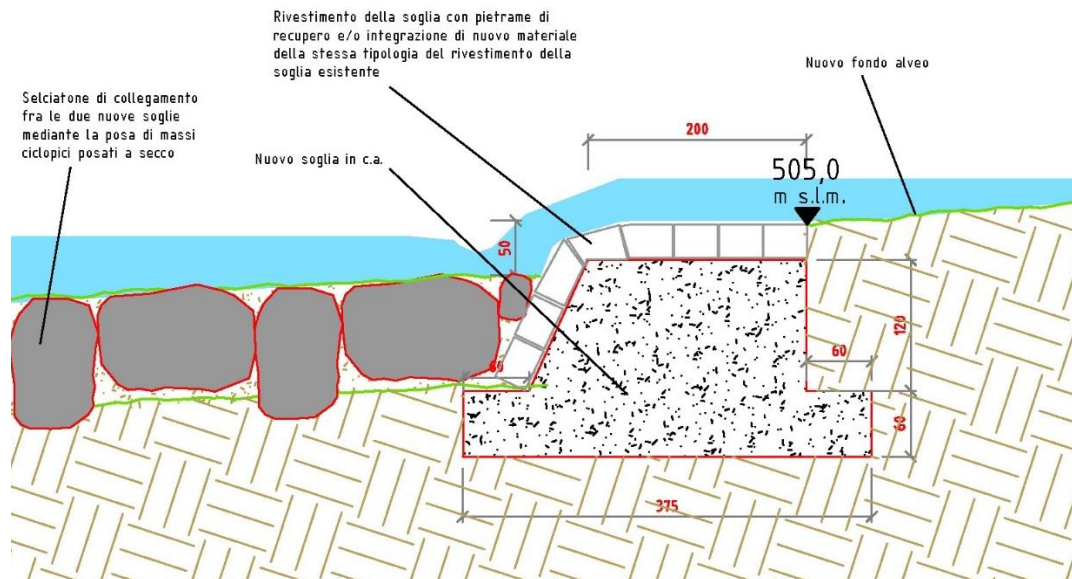 Rivestimento della soglia con pietrame di
recupero e/o integrazione di nuovo materiale
della stessa tipologia del rivestimento della
soglia esistente
Nuovo fondo alveo
Selciatone di collegamento
fra le due nuove soglie
mediante la posa di massi
ciclopici posati a secco
Nuovo soglia in c.a.
200
505,0
m s.l.m.
50
120
60
60
60
375